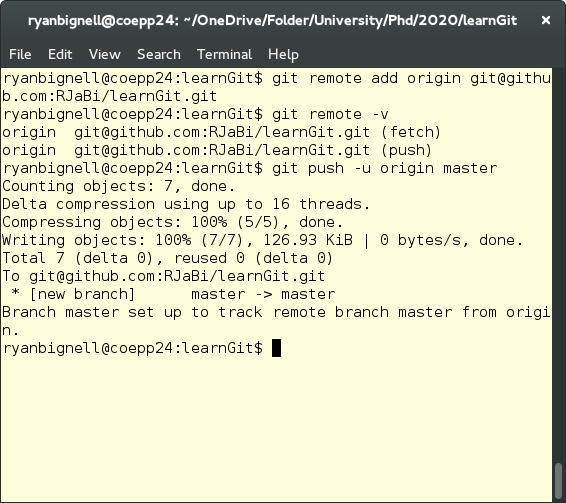 ryanbignell@coepp24: ~/OneDrive/Folder/University/Phd/2020/learnGit ×
File Edit View Search Terminal Help
ryanbignell@coepp24:learnGit$ git remote add origin git@githu
b.com:RJaBi/learnGit.git
ryanbignell@coepp24:learnGit$ git remote -v
origin  git@github.com:RJaBi/learnGit.git (fetch)
origin  git@github.com:RJaBi/learnGit.git (push)
ryanbignell@coepp24:learnGit$ git push -u origin master
Counting objects: 7, done.
Delta compression using up to 16 threads.
Compressing objects: 100% (5/5), done.
Writing objects: 100% (7/7), 126.93 KiB | 0 bytes/s, done.
Total 7 (delta 0), reused 0 (delta 0)
To git@github.com:RJaBi/learnGit.git
 * [new branch]      master -> master
Branch master set up to track remote branch master from origi
n.
ryanbignell@coepp24:learnGit$